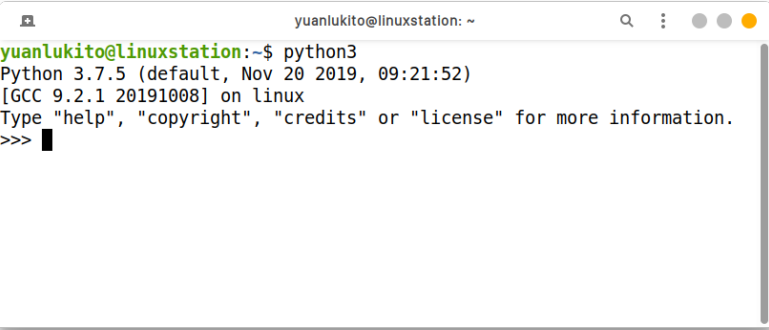 yuanlukito@linuxstation: ~
yuanlukito@linuxstation:~$ python3
Python 3.7.5 (default, Nov 20 2019, 09:21:52)
[GCC 9.2.1 20191008] on linux
Type "help", "copyright", "credits" or "license" for more information.
>>>